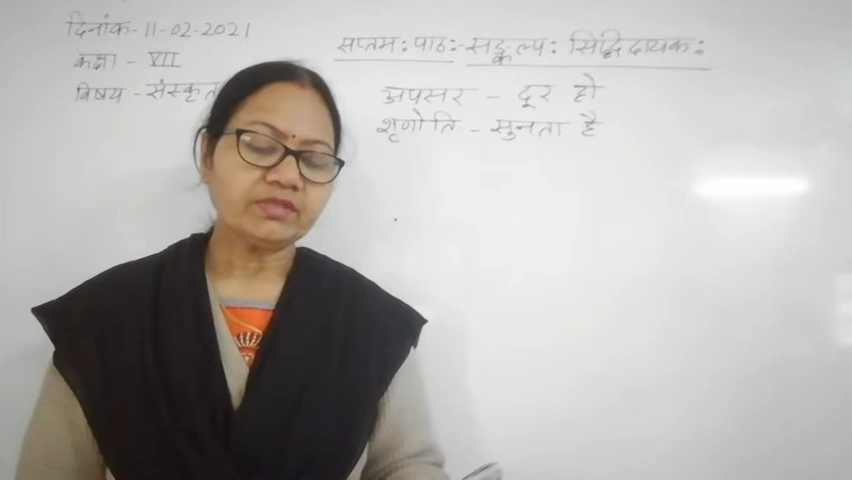 दिनांक-11-02-2021
कक्षा - VII
विषय - संस्कृत
सप्तम: पाठ:- सङ्कल्प: सिद्धिदायक:
अपसर - दूर हो
शृणोति - सुनता है